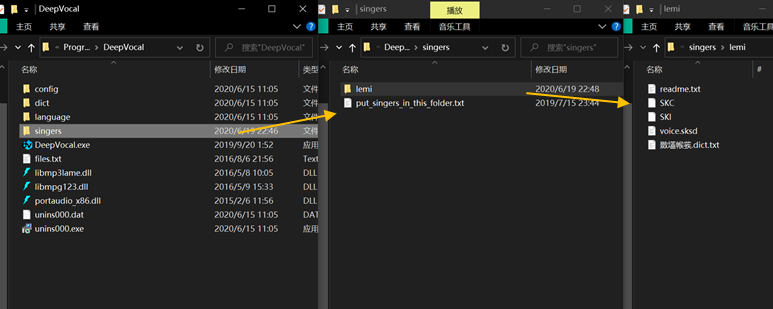 DeepVocal
主页 共享 查看
Progr... DeepVocal
搜索"DeepVocal"
名称 修改日期 类型
config 2020/6/15 11:05 文件
dict 2020/6/15 11:05 文件
language 2020/6/15 11:05 文件
singers 2020/6/19 22:46 文件
DeepVocal.exe 2019/9/20 1:52 应用
files.txt 2016/8/6 21:56 Text
libmp3lame.dll 2016/5/8 10:05 DLL
libmpg123.dll 2016/5/9 15:33 DLL
portaudio_x86.dll 2015/2/6 11:56 DLL
unins000.dat 2020/6/15 11:05 DAT
unins000.exe 2020/6/15 11:05 应用
singers 播放
主页 共享 查看 音乐工具
Deep... singers
搜索"singers"
名称 修改日期
lemi 2020/6/19 22:48
put_singers_in_this_folder.txt 2019/7/15 23:44
lemi
主页 共享 查看 音乐工具
singers lemi
名称 #
readme.txt
SKC
SKI
voice.sksd